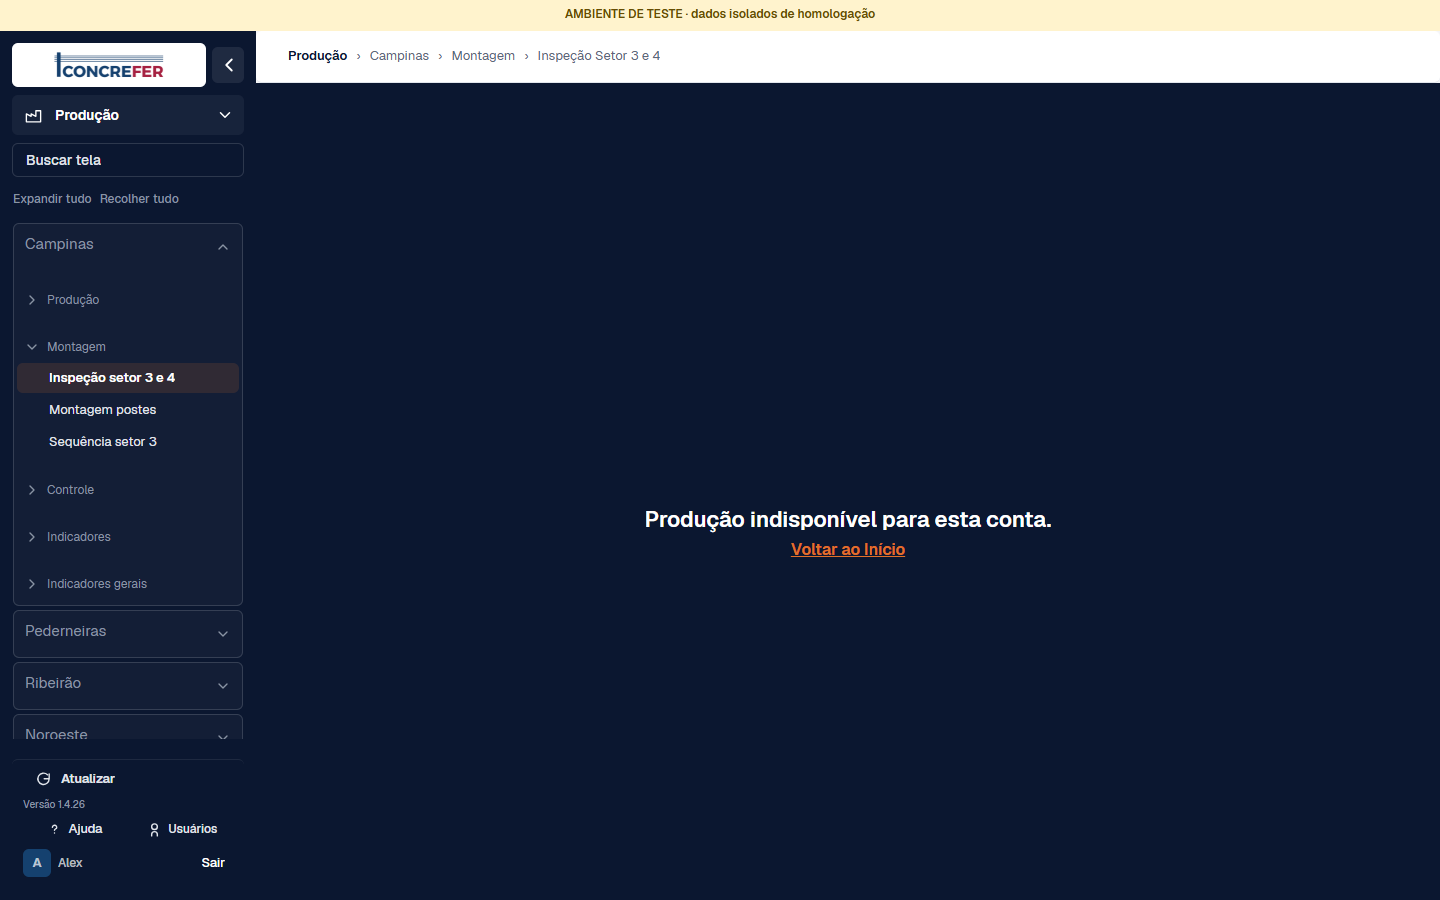 AMBIENTE DE TESTE · dados isolados de homologação
CONCREFER
Produção › Campinas › Montagem › Inspeção Setor 3 e 4
Produção
Buscar tela
Expandir tudo Recolher tudo
Campinas
Produção
Montagem
Inspeção setor 3 e 4
Montagem postes
Sequência setor 3
Controle
Indicadores
Indicadores gerais
Pederneiras
Ribeirão
Noroeste
Produção indisponível para esta conta.
Voltar ao Início
Atualizar
Versão 1.4.26
? Ajuda Usuários
A Alex Sair